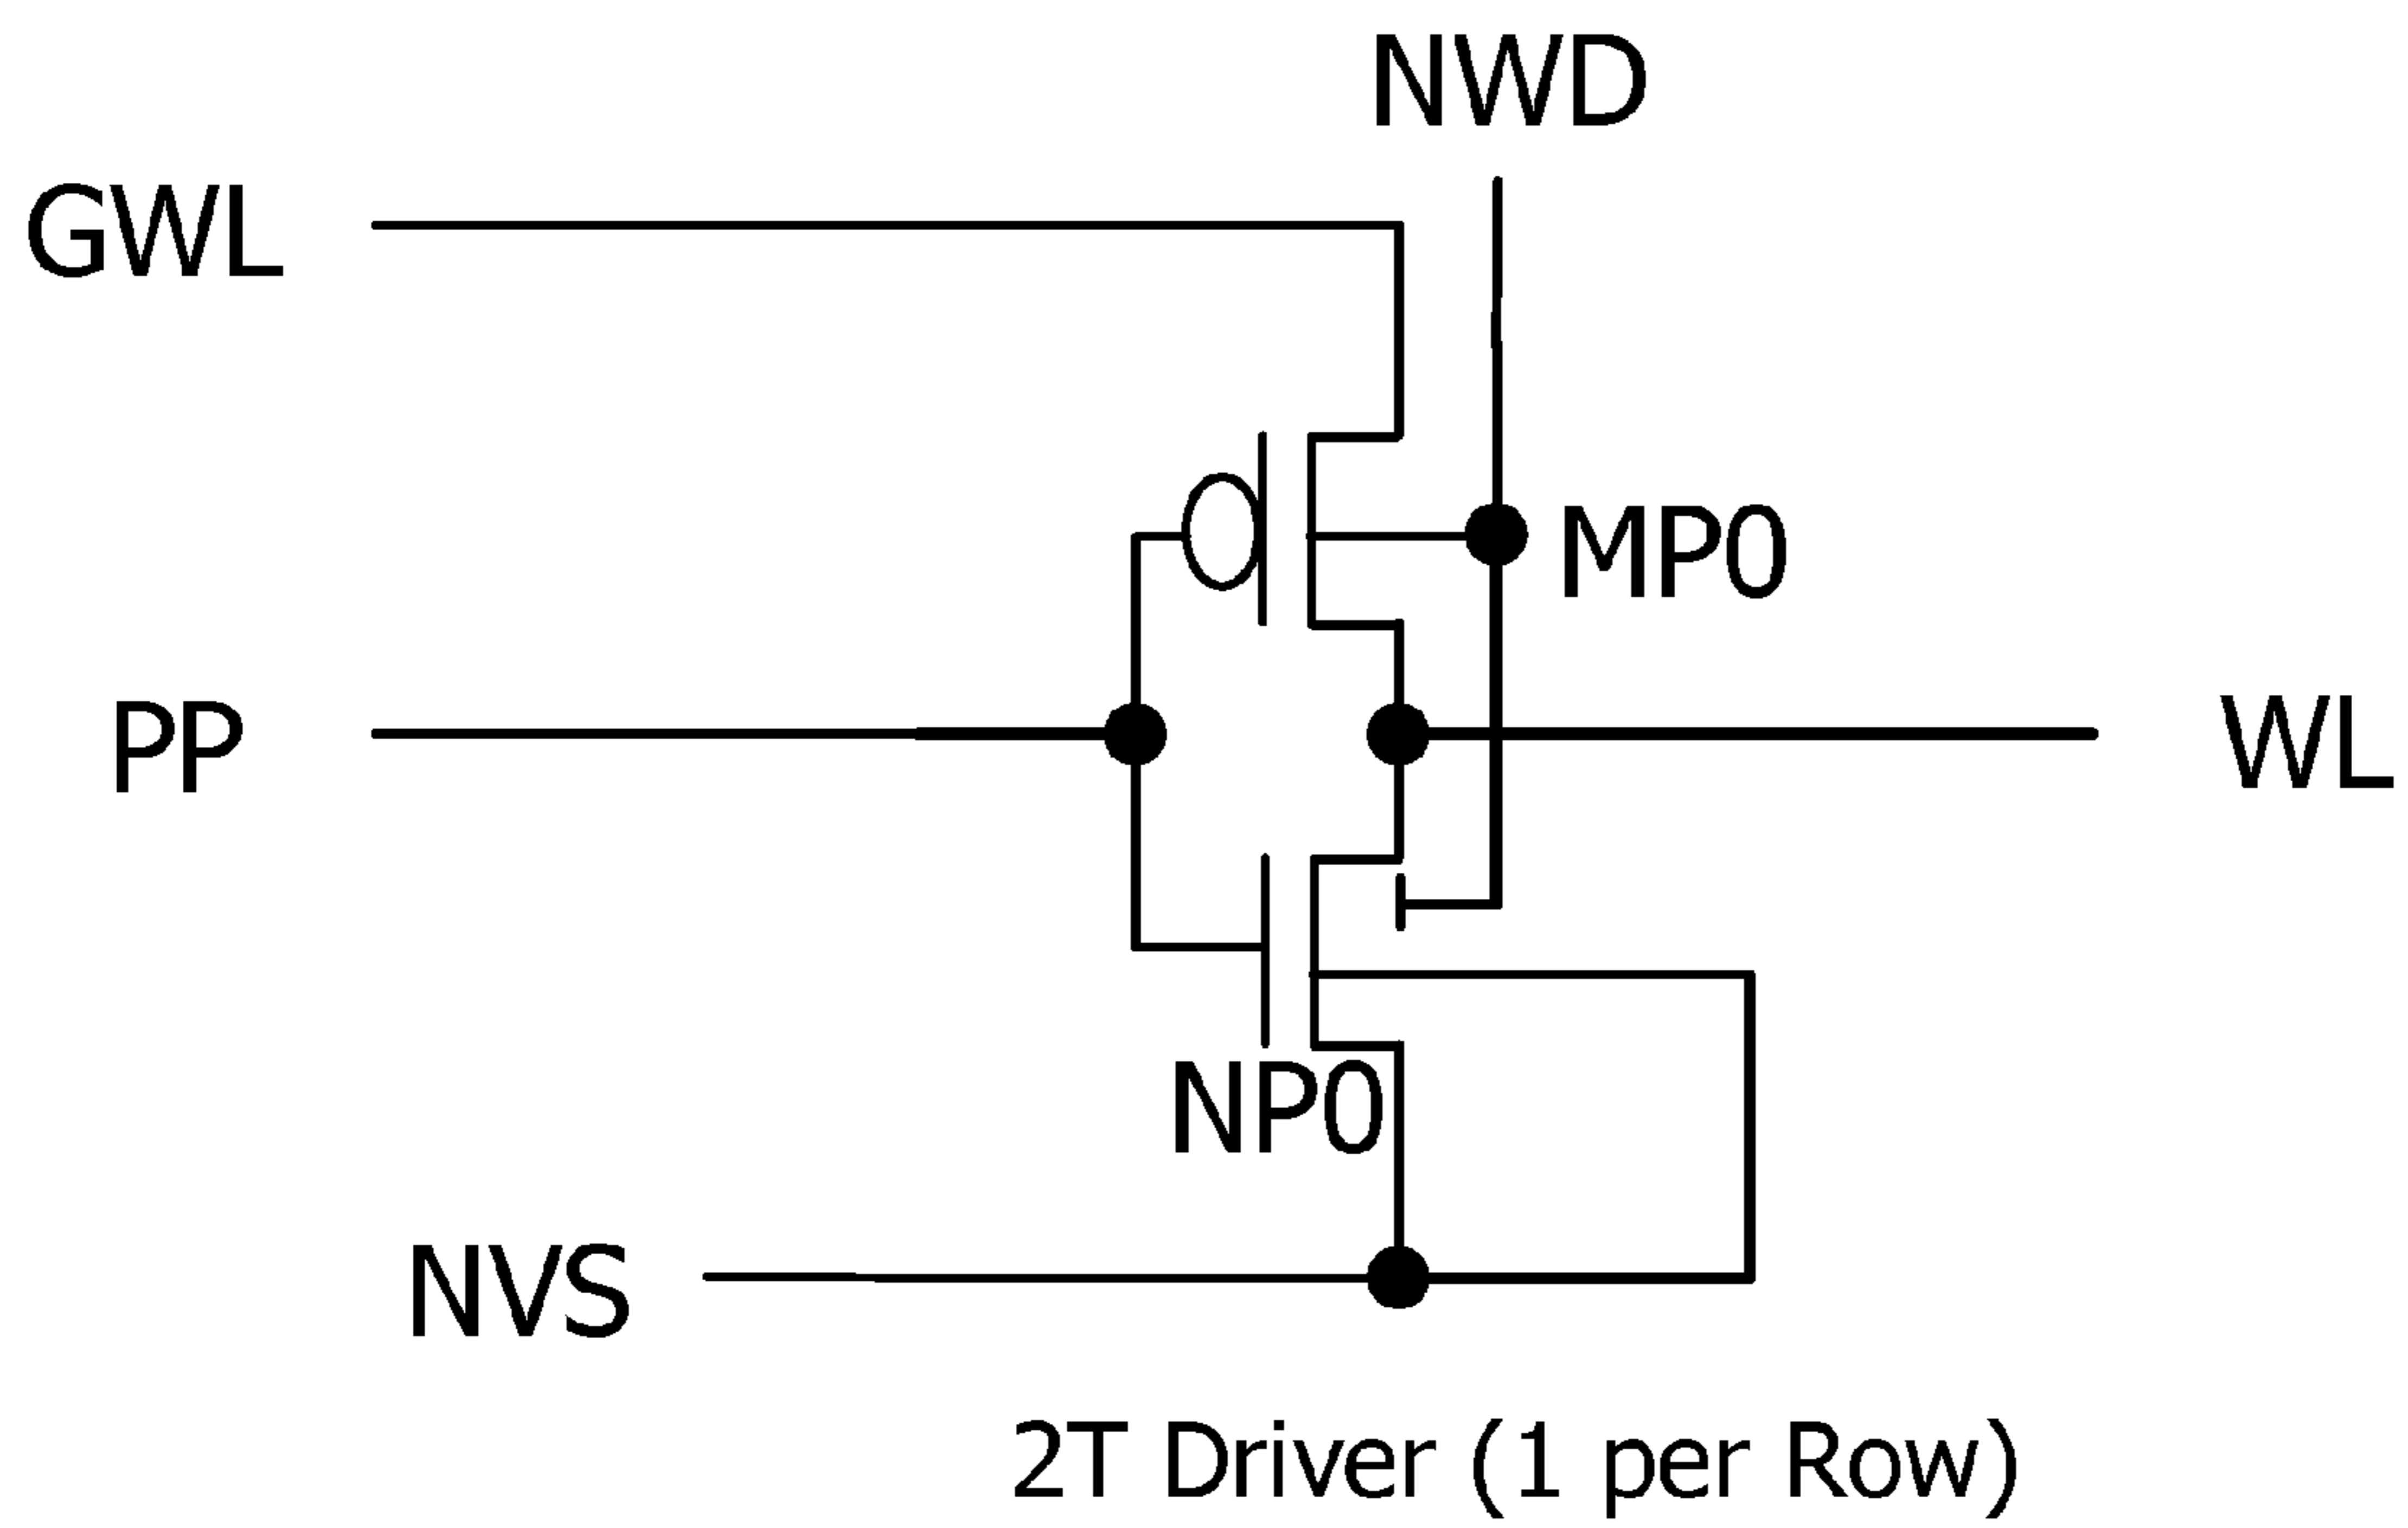 NWD
GWL
MP0
PP
WL
NP0
NVS
2T Driver (1 per Row)